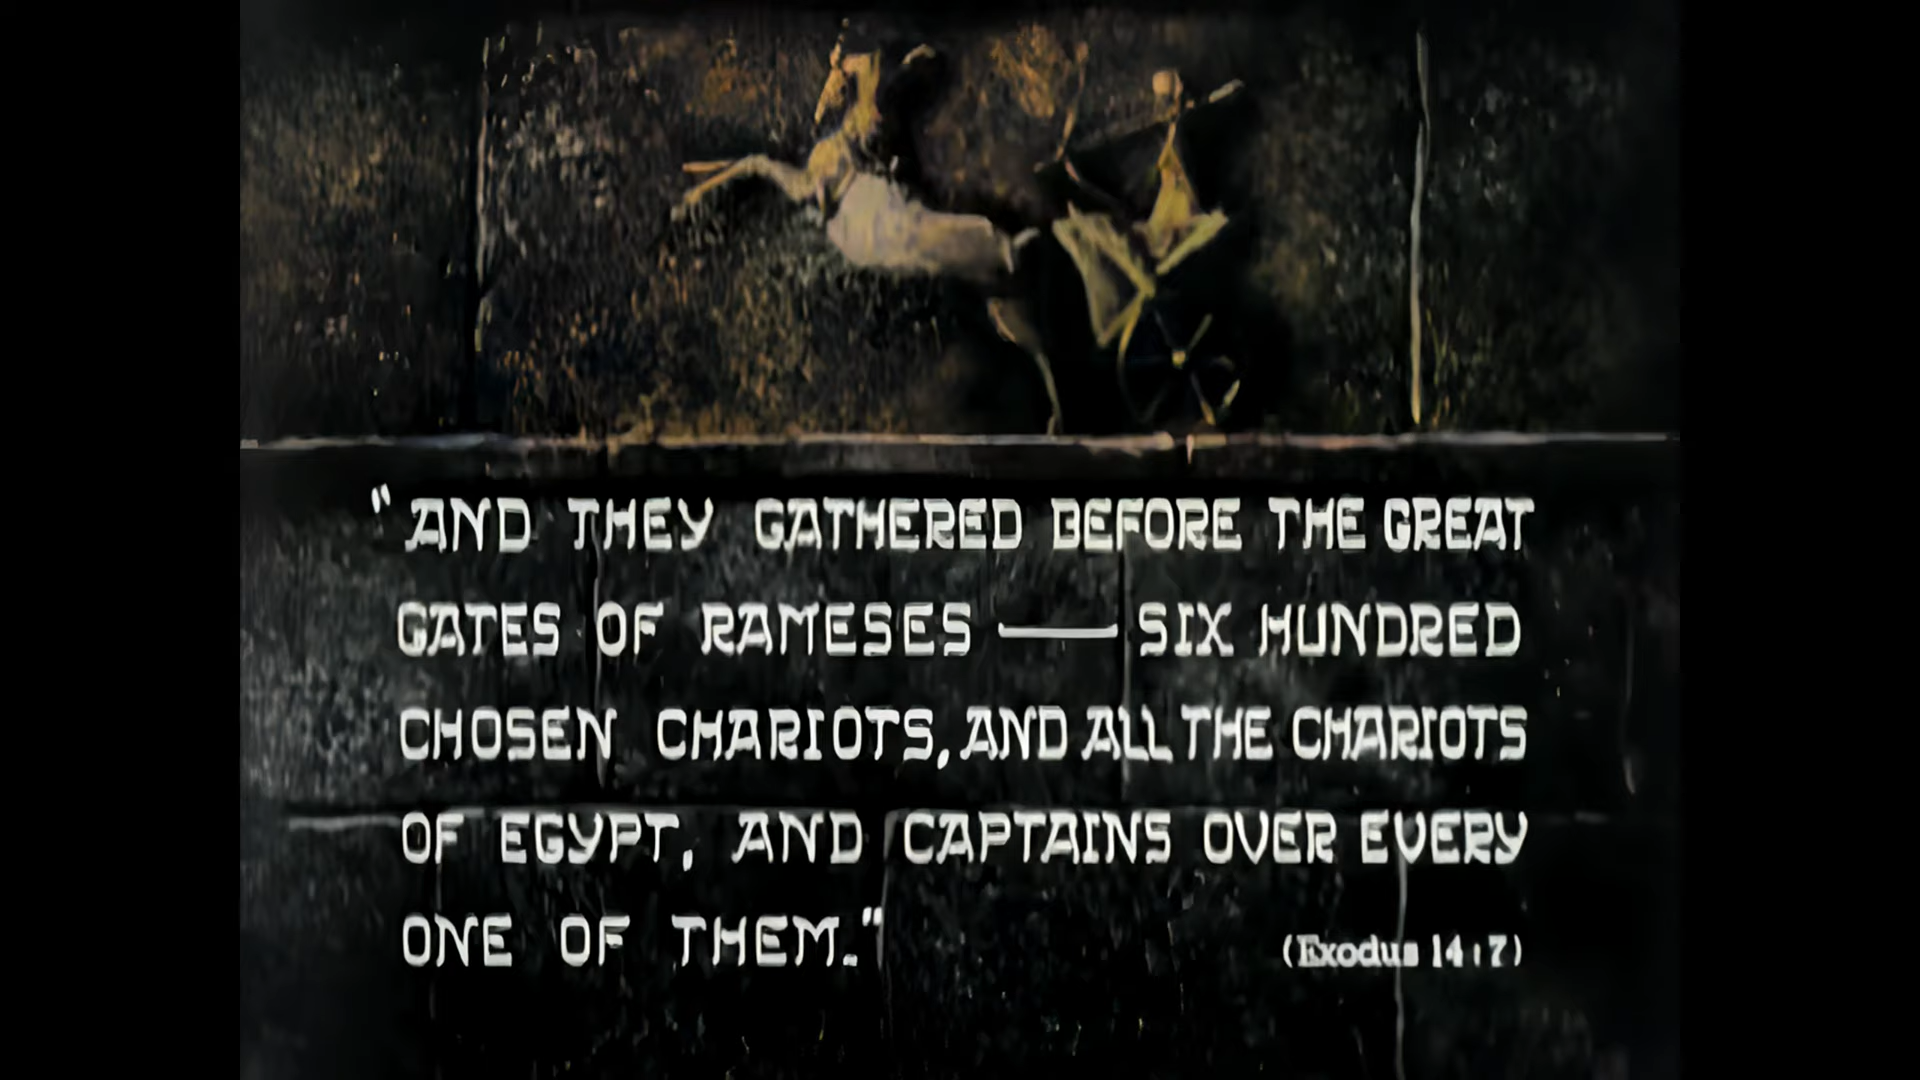 "AND THEY GATHERED BEFORE THE GREAT
GATES OF RAMESES — SIX HUNDRED
CHOSEN CHARIOTS, AND ALL THE CHARIOTS
OF EGYPT, AND CAPTAINS OVER EVERY
ONE OF THEM."
(Exodus 14:7)